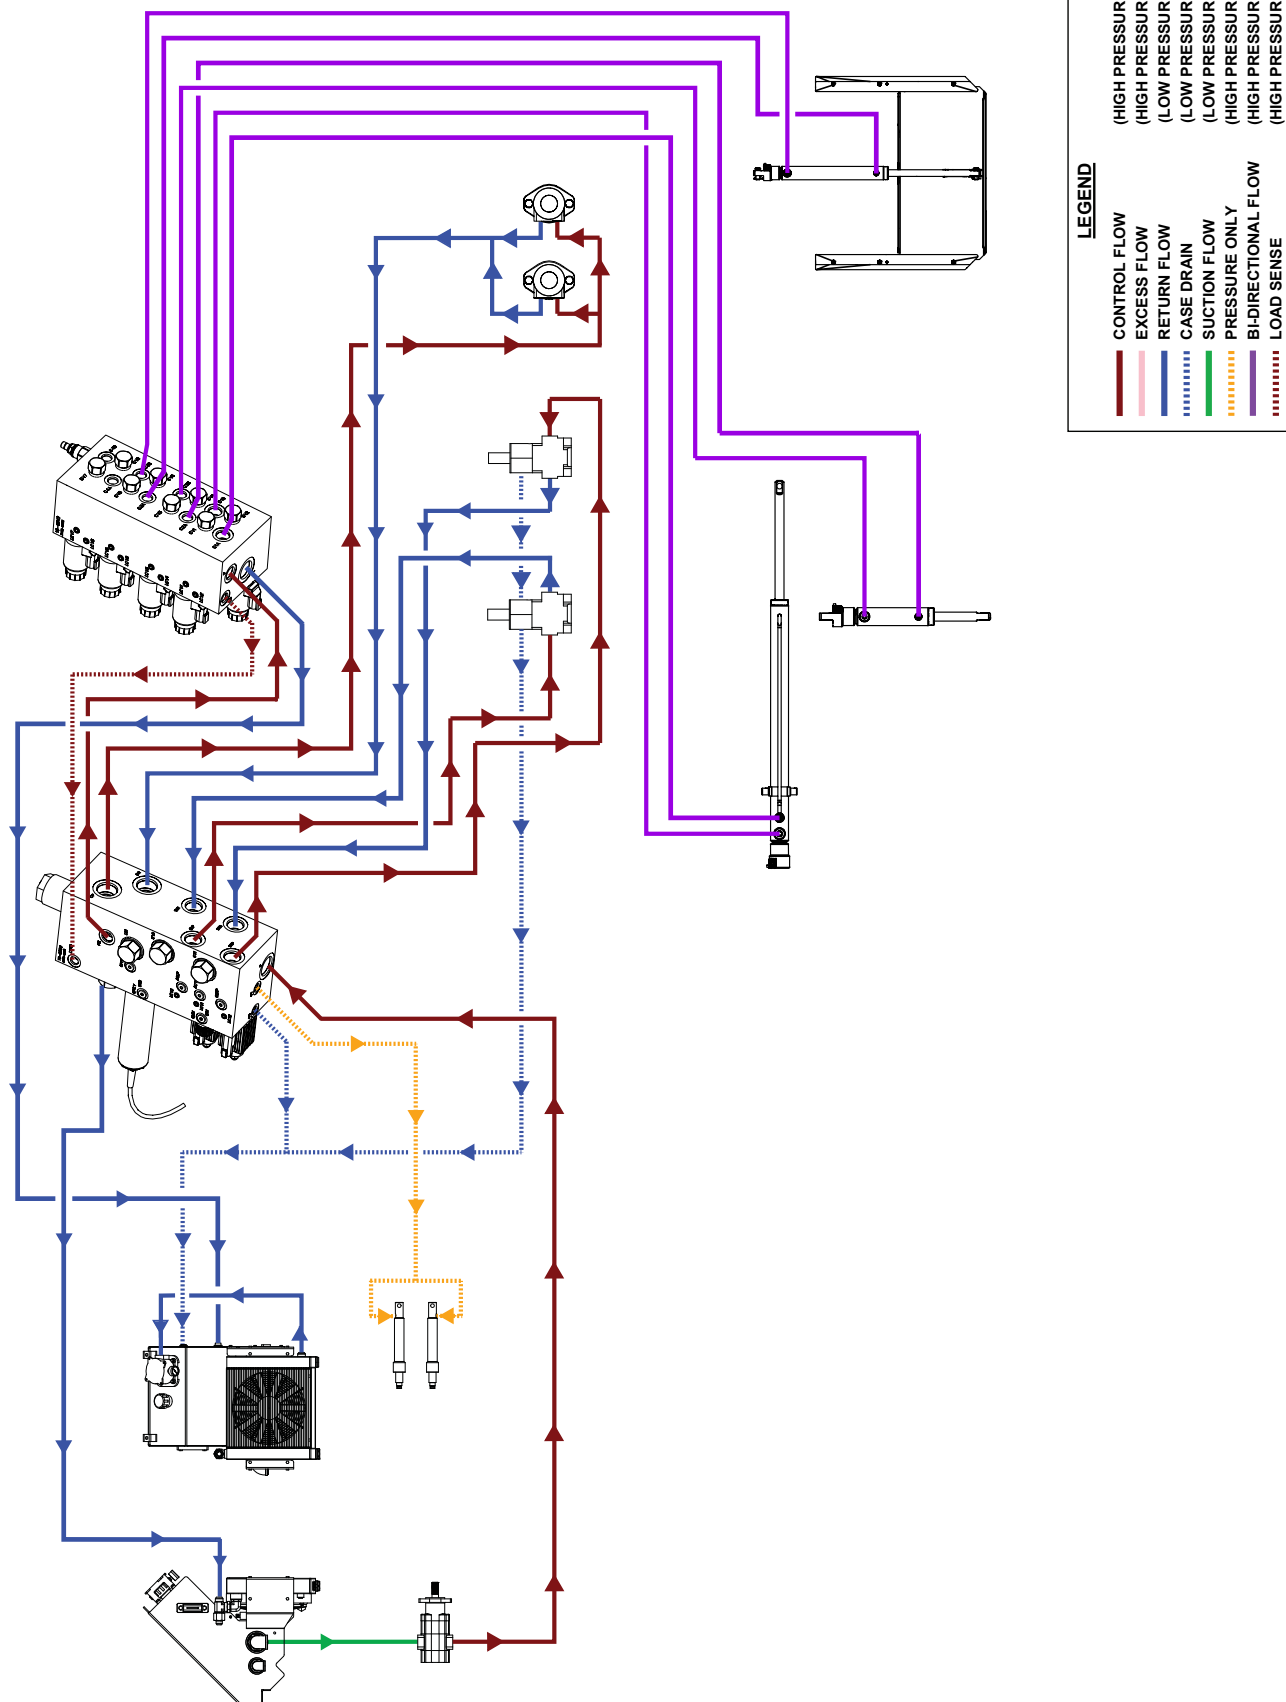 LEGEND
CONTROL FLOW (HIGH PRESSUR
EXCESS FLOW (HIGH PRESSUR
RETURN FLOW (LOW PRESSUR
CASE DRAIN (LOW PRESSUR
SUCTION FLOW (LOW PRESSUR
PRESSURE ONLY (HIGH PRESSUR
BI-DIRECTIONAL FLOW (HIGH PRESSUR
LOAD SENSE (HIGH PRESSUR